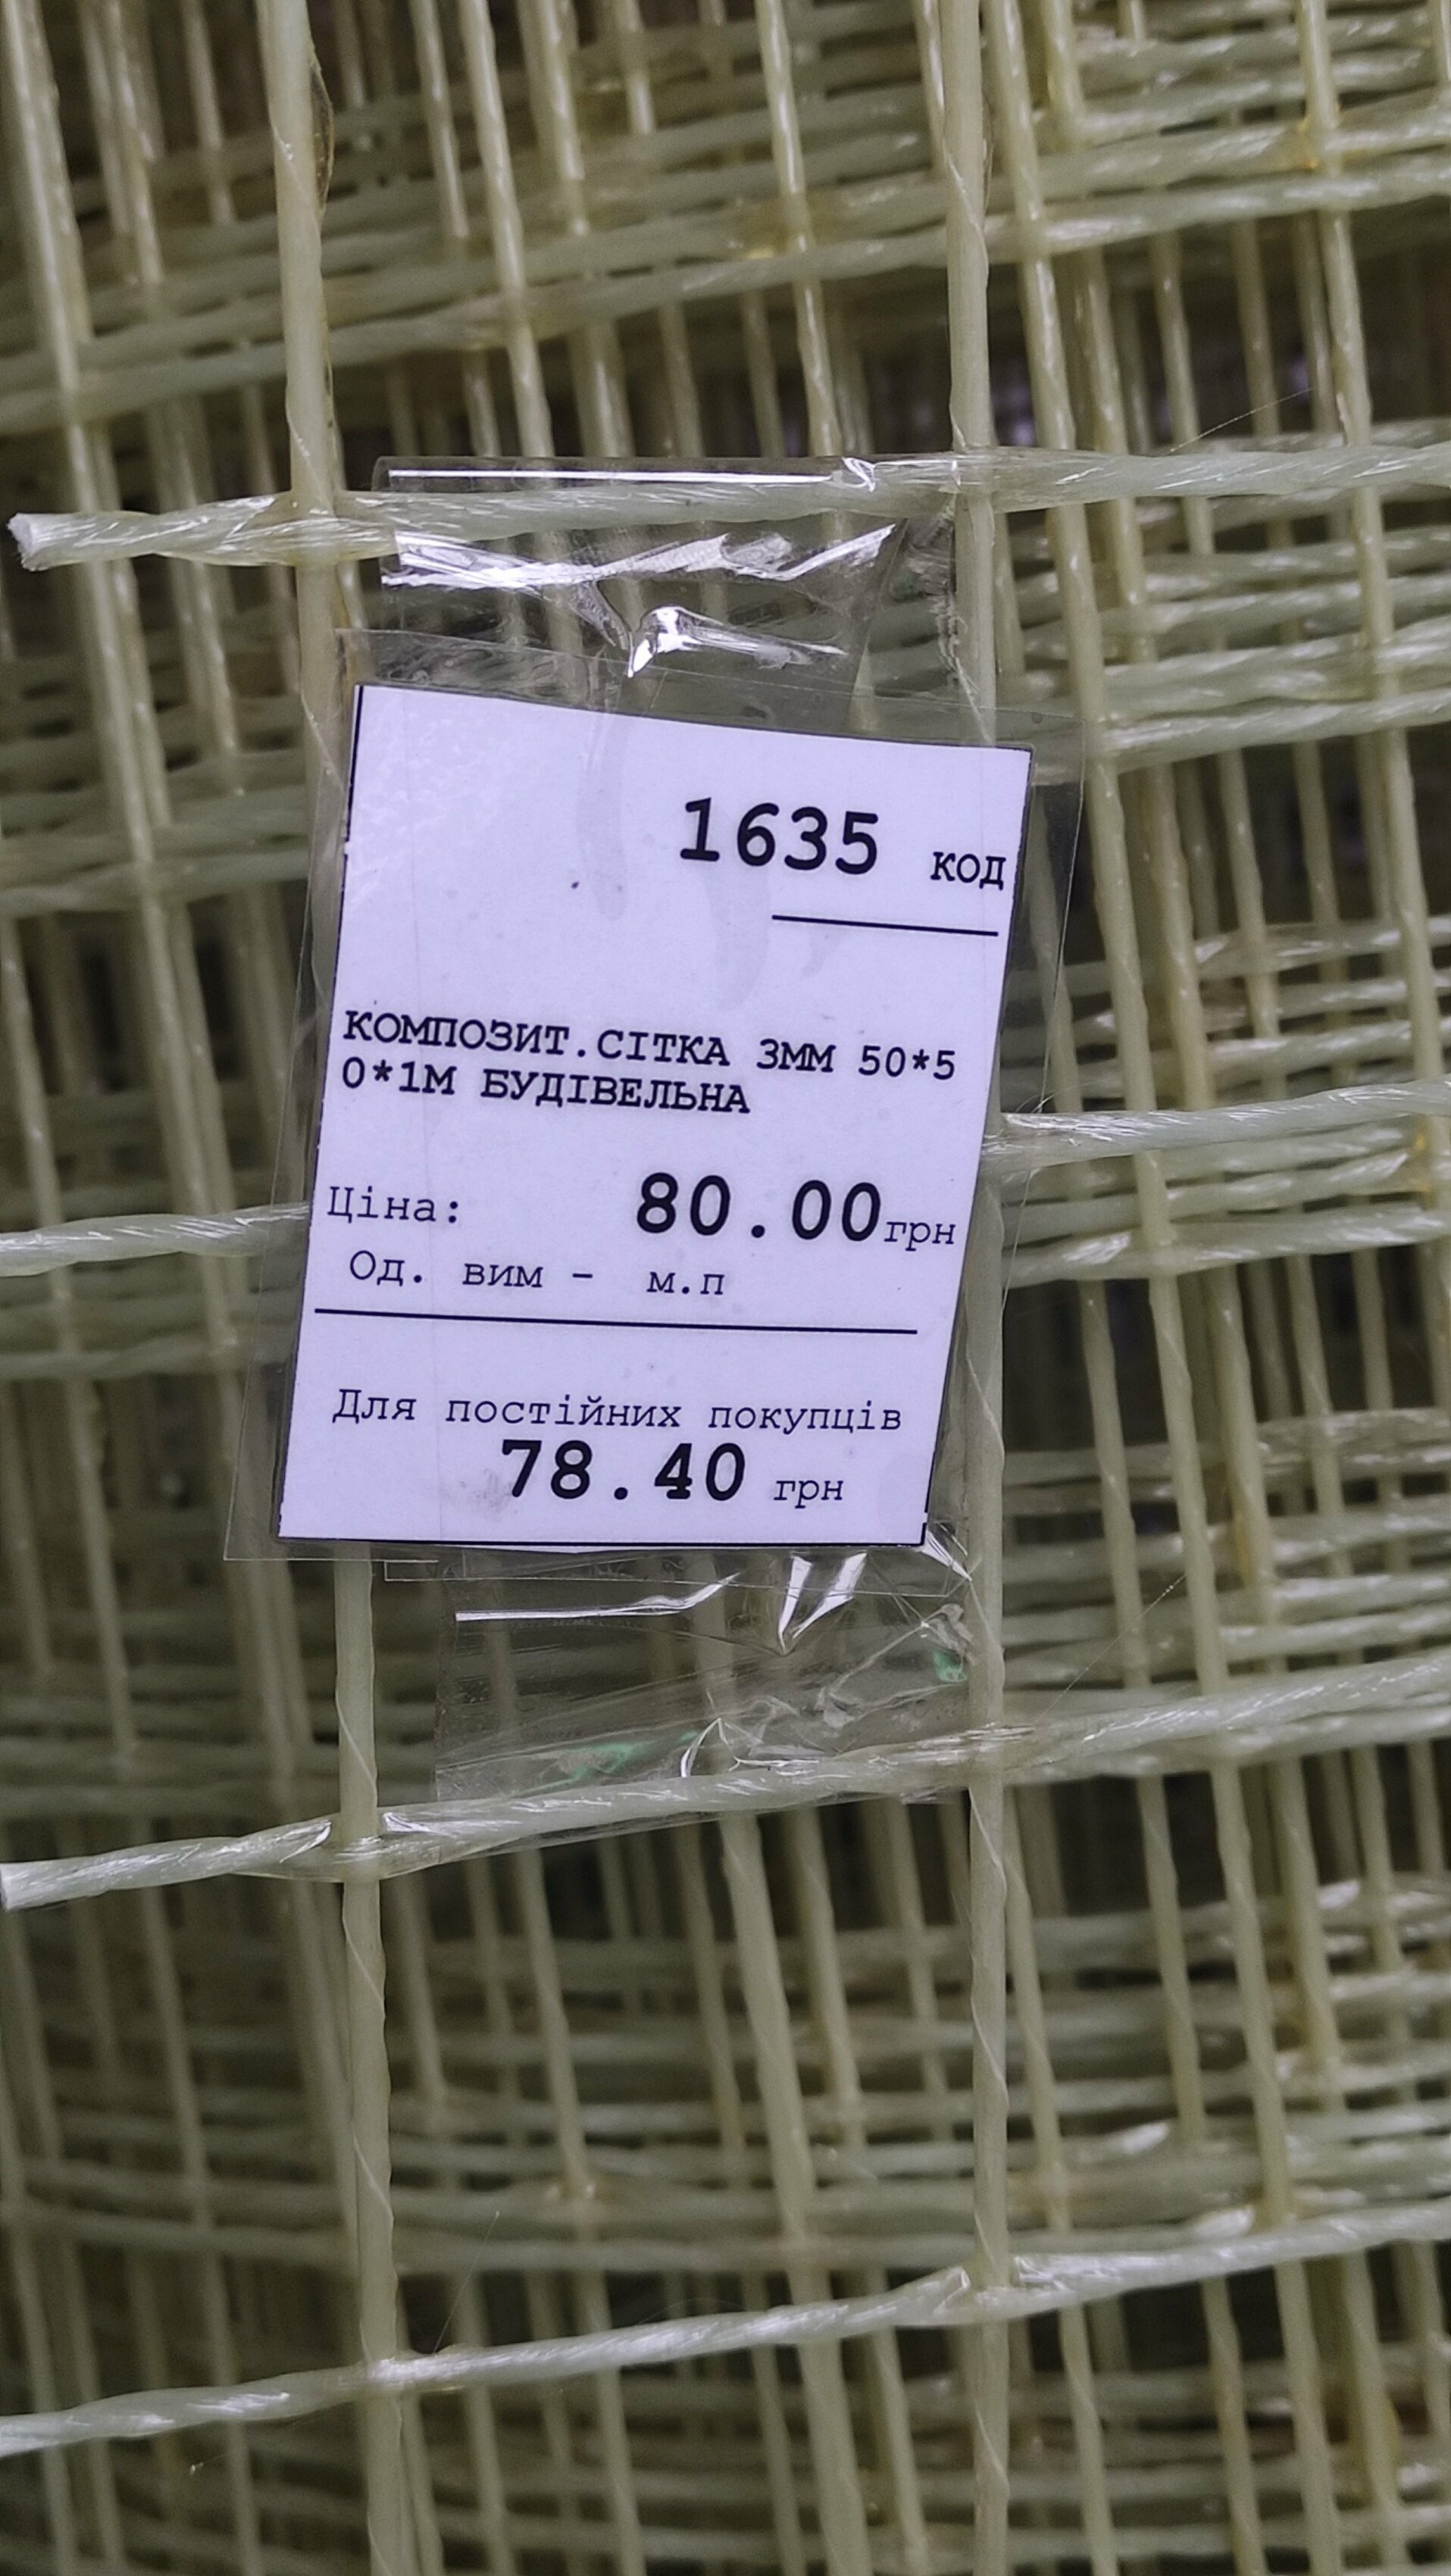 1635 код
КОМПОЗИТ.СІТКА 3ММ 50*5
0*1М БУДІВЕЛЬНА
Ціна: 80.00грн
Од. вим - м.п
Для постійних покупців
78.40 грн